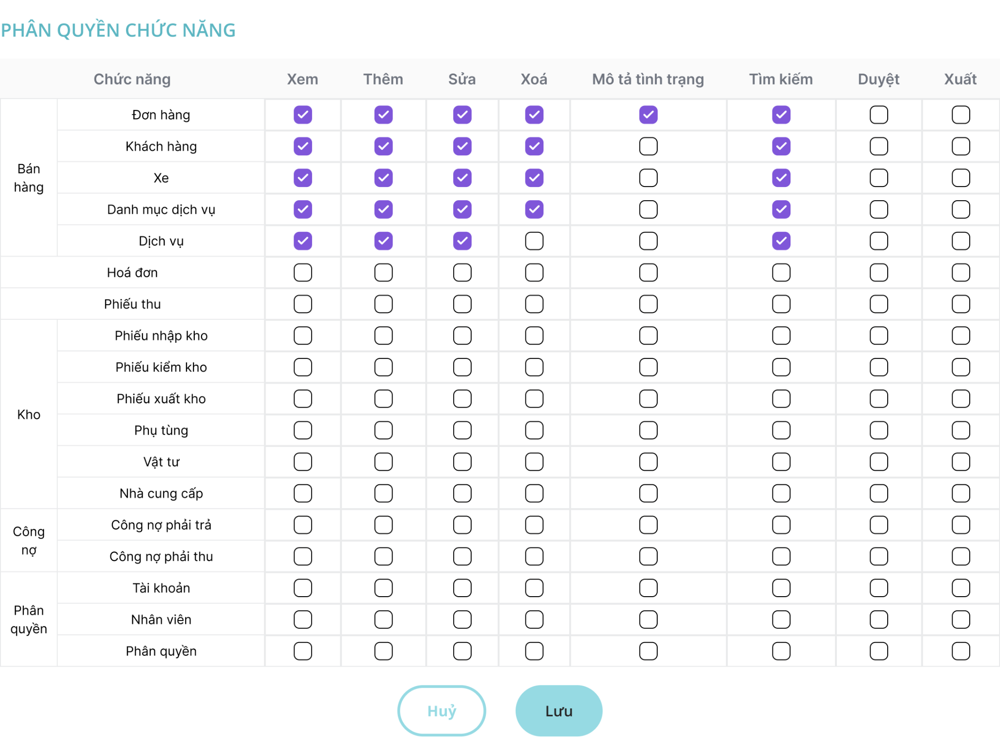 PHÂN QUYỀN CHỨC NĂNG
Chức năng Xem Thêm Sửa Xoá Mô tả tình trạng Tìm kiếm Duyệt Xuất
Bán
hàng
Đơn hàng
Khách hàng
Xe
Danh mục dịch vụ
Dịch vụ
Hoá đơn
Phiếu thu
Kho
Phiếu nhập kho
Phiếu kiểm kho
Phiếu xuất kho
Phụ tùng
Vật tư
Nhà cung cấp
Công
nợ
Công nợ phải trả
Công nợ phải thu
Phân
quyền
Tài khoản
Nhân viên
Phân quyền
Huỷ Lưu